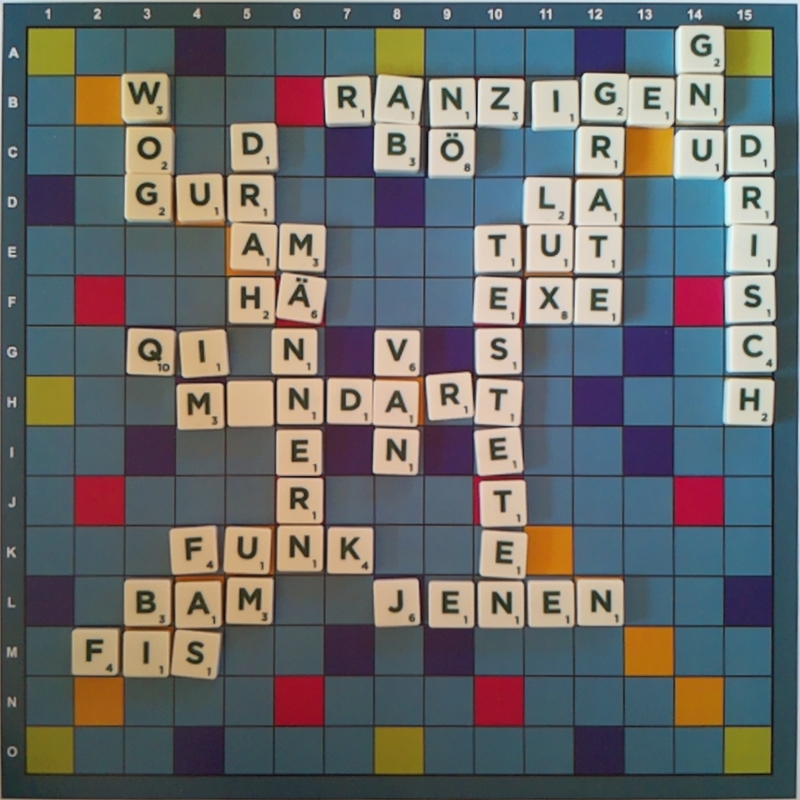 1 2 3 4 5 6 7 8 9 10 11 12 13 14 15
A G
B W RANZIGEN
C O D BÖ R UD
D GUR LA R
E AM TUT I
F HÄ EXE S
G QI N V S C
H M NDART H
I E N E
J R T
K FUNK E
L BAM JENEN
M FIS
N
O